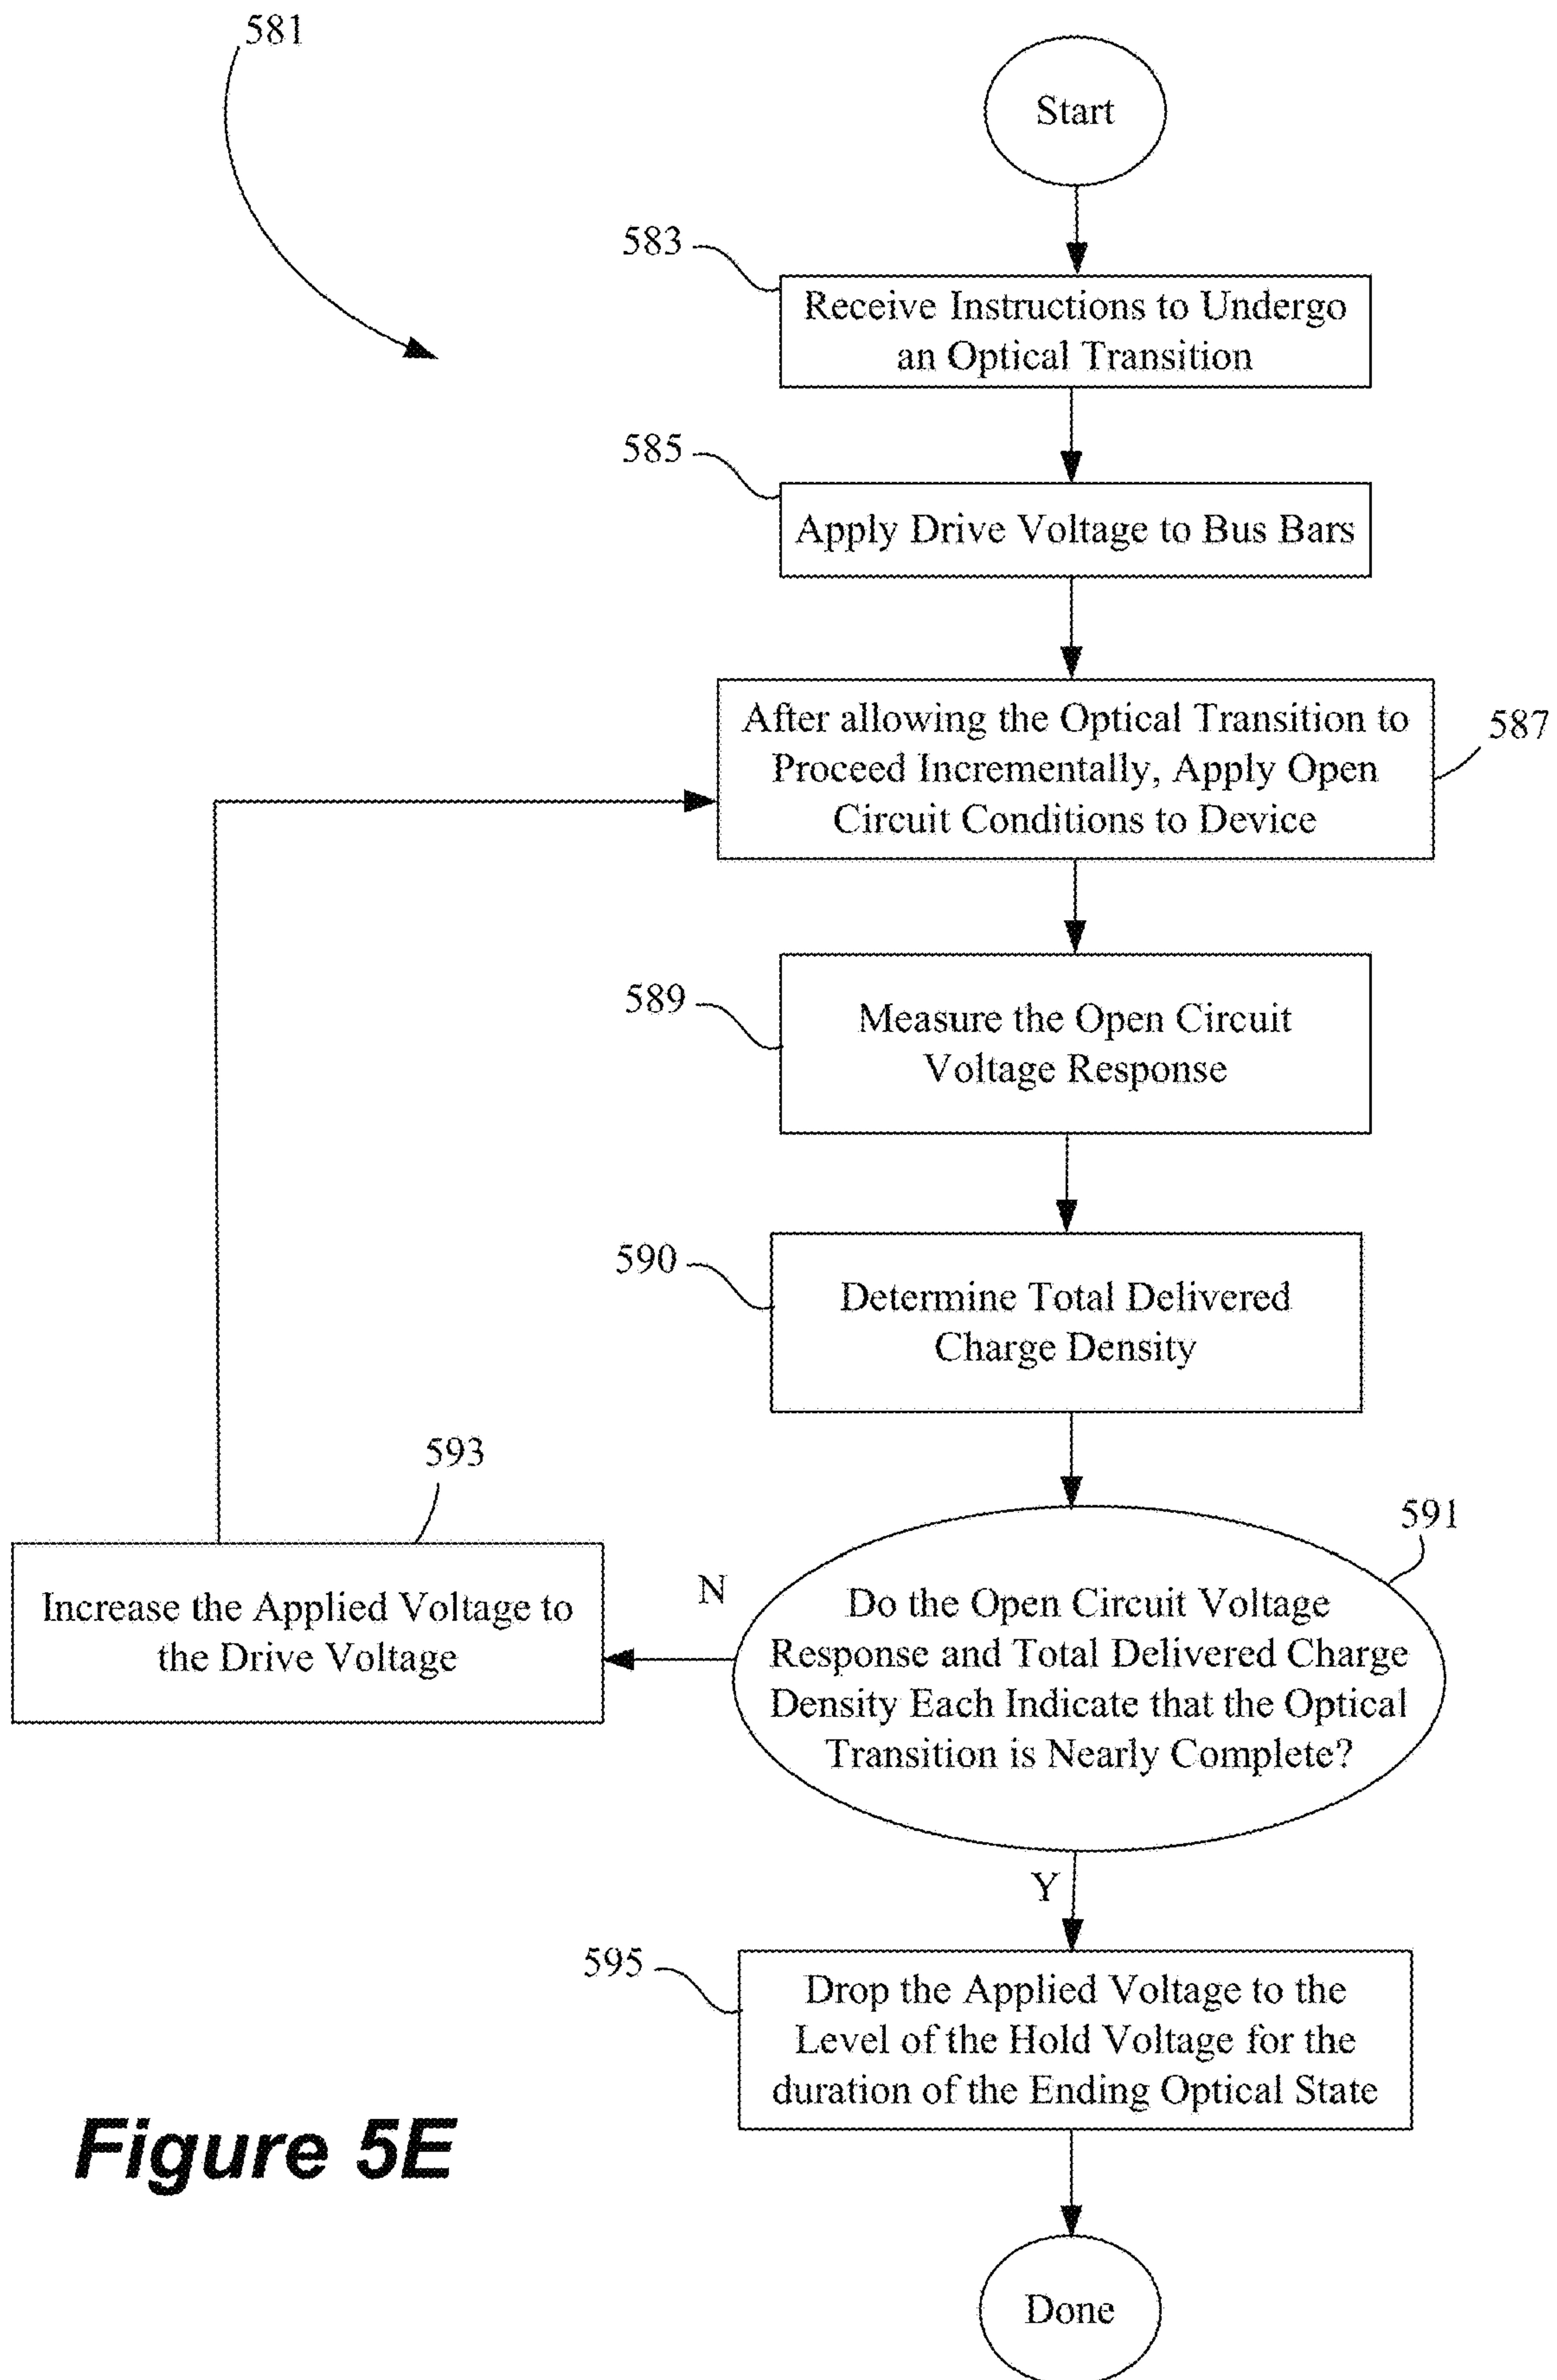 581
Start
583
Receive Instructions to Undergo
an Optical Transition
585
Apply Drive Voltage to Bus Bars
After allowing the Optical Transition to
Proceed Incrementally, Apply Open
Circuit Conditions to Device
587
589
Measure the Open Circuit
Voltage Response
590
Determine Total Delivered
Charge Density
593
Increase the Applied Voltage to
the Drive Voltage
N
591
Do the Open Circuit Voltage
Response and Total Delivered Charge
Density Each Indicate that the Optical
Transition is Nearly Complete?
Y
595
Drop the Applied Voltage to the
Level of the Hold Voltage for the
duration of the Ending Optical State
Figure 5E
Done